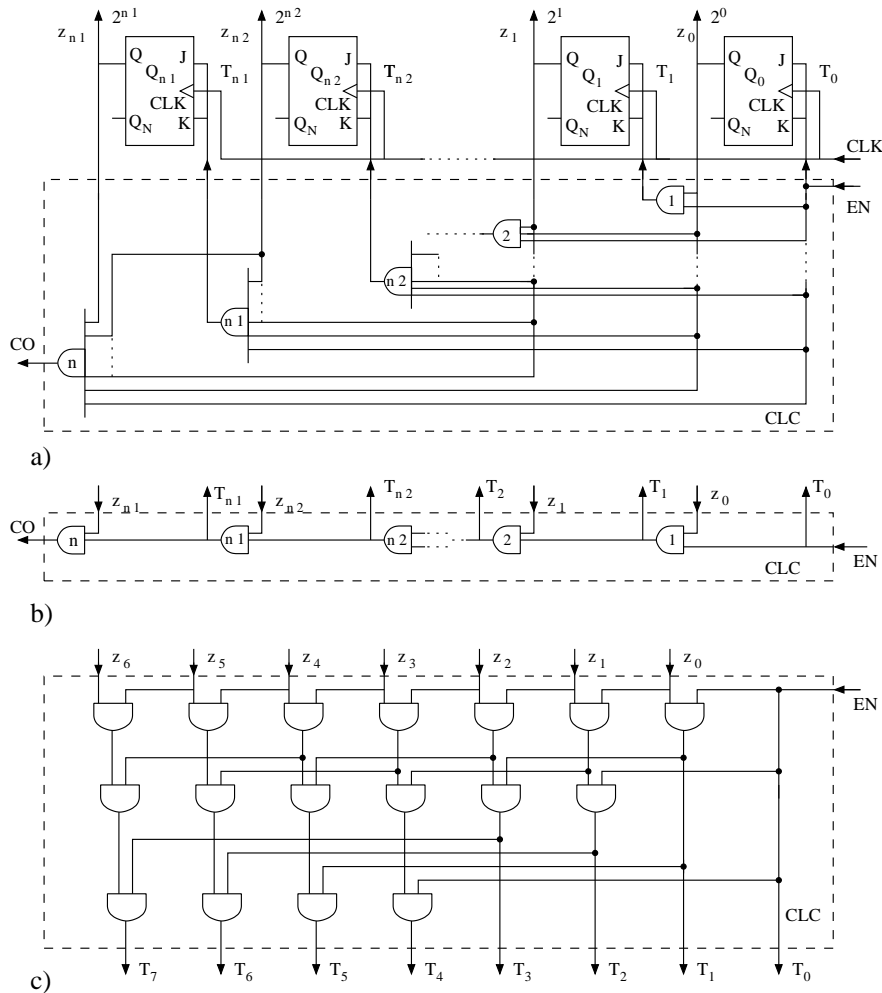 z n 1 2 n 1 z n 2 2 n 2 z 1 2 1 z 0 2 0
Q J T n 1 Q J T n 2 Q J T 1 Q J T 0
Q n 1 Q n 2 Q 1 Q 0
CLK CLK CLK CLK
Q N K Q N K Q N K Q N K
CLK
EN
1
2
n 2
n 1
CO
n
CLC
a)
z n 1 T n 1 z n 2 T n 2 T 2 z 1 T 1 z 0 T 0
CO
n n 1 n 2 2 1
CLC EN
b)
z 6 z 5 z 4 z 3 z 2 z 1 z 0
EN
CLC
c) T 7 T 6 T 5 T 4 T 3 T 2 T 1 T 0